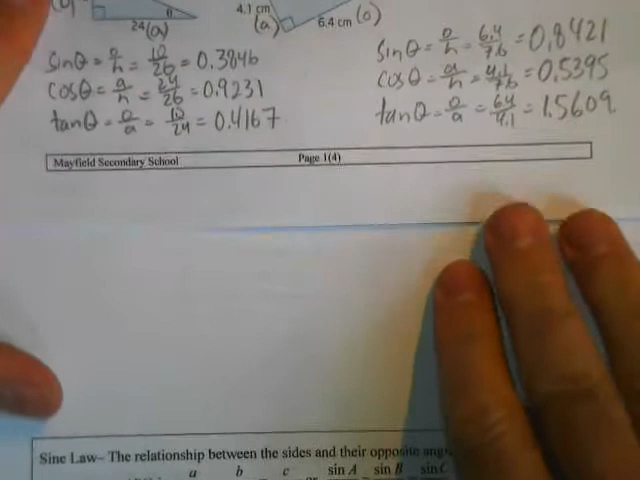 24(a)
4.1 cm
(a)
6.4 cm (o)
sinθ = o/h = 10/26 = 0.3846
cosθ = a/h = 24/26 = 0.9231
tanθ = o/a = 10/24 = 0.4167
sinθ = o/h = 6.4/7.6 = 0.8421
cosθ = a/h = 4.1/7.6 = 0.5395
tanθ = o/a = 6.4/4.1 = 1.5609
Mayfield Secondary School Page 1(4)
Sine Law– The relationship between the sides and their opposite
a b c sin A sin B sin C